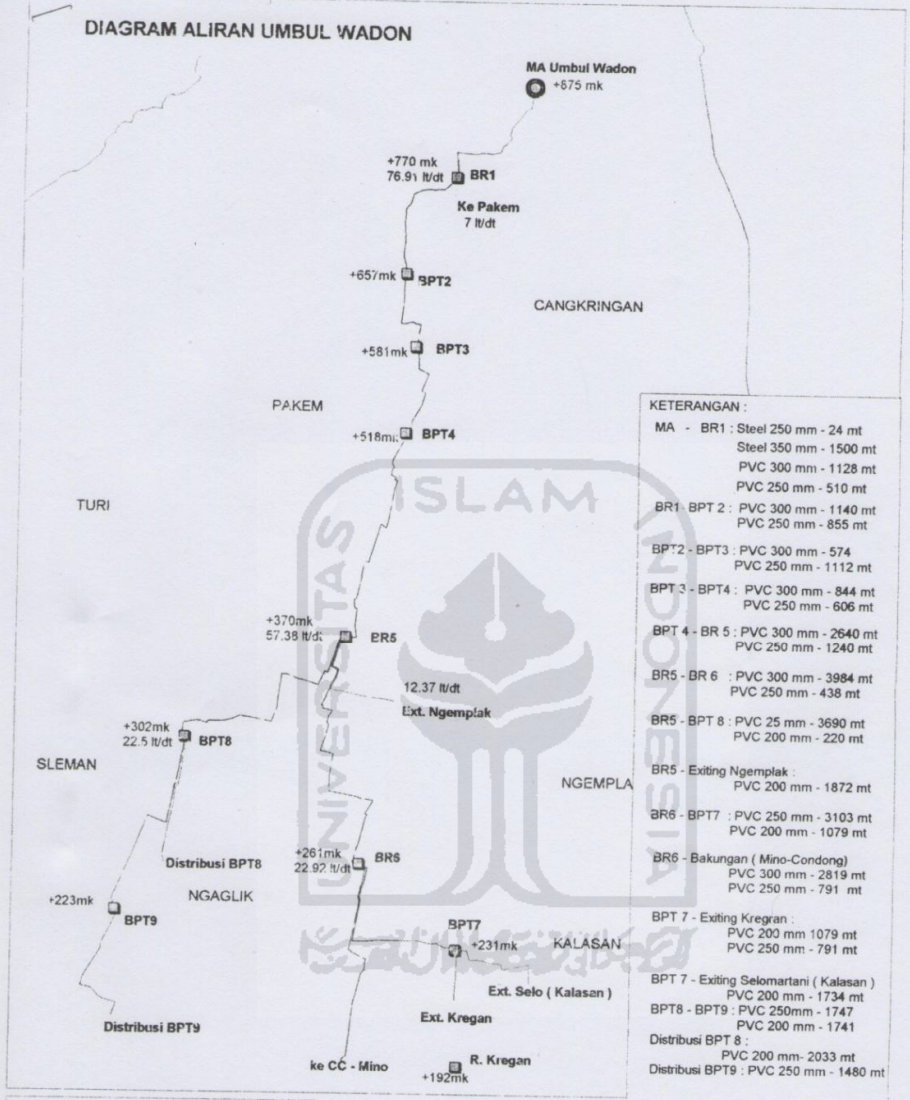 DIAGRAM ALIRAN UMBUL WADON
MA Umbul Wadon
+875 mk
+770 mk
76.91 lt/dt
BR1
Ke Pakem
7 lt/dt
+657mk
BPT2
CANGKRINGAN
+581mk
BPT3
PAKEM
+518mk
BPT4
TURI
+370mk
57.38 lt/dt
BR5
12.37 lt/dt
Ext. Ngemplak
+302mk
22.5 lt/dt
BPT8
SLEMAN
NGEMPLA
Distribusi BPT8
+261mk
22.92 lt/dt
BR6
NGAGLIK
+223mk
BPT9
BPT7
+231mk
KALASAN
Ext. Selo ( Kalasan )
Ext. Kregan
Distribusi BPT9
ke CC - Mino
R. Kregan
+192mk
KETERANGAN :
MA - BR1 : Steel 250 mm - 24 mt
Steel 350 mm - 1500 mt
PVC 300 mm - 1128 mt
PVC 250 mm - 510 mt
BR1- BPT 2 : PVC 300 mm - 1140 mt
PVC 250 mm - 855 mt
BPT2 - BPT3 : PVC 300 mm - 574
PVC 250 mm - 1112 mt
BPT 3 - BPT4 : PVC 300 mm - 844 mt
PVC 250 mm - 606 mt
BPT 4 - BR 5 : PVC 300 mm - 2640 mt
PVC 250 mm - 1240 mt
BR5 - BR 6 : PVC 300 mm - 3984 mt
PVC 250 mm - 438 mt
BR5 - BPT 8 : PVC 25 mm - 3690 mt
PVC 200 mm - 220 mt
BR5 - Exiting Ngemplak :
PVC 200 mm - 1872 mt
BR6 - BPT7 : PVC 250 mm - 3103 mt
PVC 200 mm - 1079 mt
BR6 - Bakungan ( Mino-Condong)
PVC 300 mm - 2819 mt
PVC 250 mm - 791 mt
BPT 7 - Exiting Kregran :
PVC 200 mm 1079 mt
PVC 250 mm - 791 mt
BPT 7 - Exiting Selomartani ( Kalasan )
PVC 200 mm - 1734 mt
BPT8 - BPT9 : PVC 250mm - 1747
PVC 200 mm - 1741
Distribusi BPT 8 :
PVC 200 mm- 2033 mt
Distribusi BPT9 : PVC 250 mm - 1480 mt
UNIVERSITAS ISLAM INDONESIA